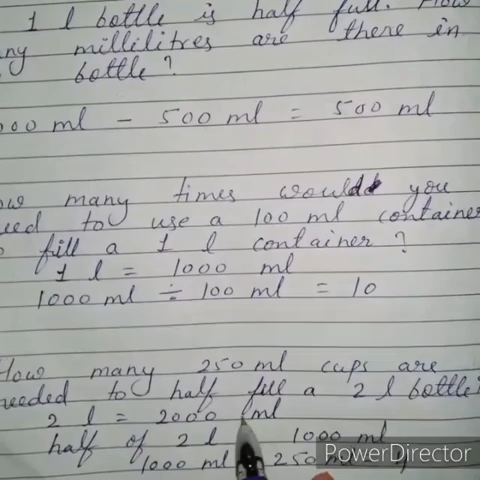 1 l bottle is half full. How
ny millilitres are there in
bottle?
000 ml - 500 ml = 500 ml
ow many times would you
eed to use a 100 ml container
fill a 1 l container?
1 l = 1000 ml
1000 ml ÷ 100 ml = 10
How many 250 ml cups are
needed to half fill a 2 l bottle?
2 l = 2000 ml
half of 2 l 1000 ml
1000 ml 250 ml
PowerDirector